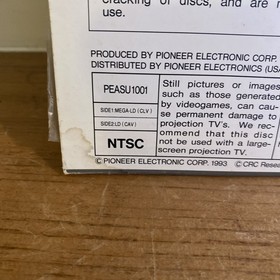 cracking of discs, and are
use.
PRODUCED BY PIONEER ELECTRONIC CORP.
DISTRIBUTED BY PIONEER ELECTRONICS (USA
PEASU1001
SIDE1:MEGA-LD (CLV)
SIDE2:LD (CAV)
NTSC
Still pictures or images
such as those generated
by videogames, can cau-
se permanent damage to
projection TV's. We rec-
ommend that this disc
not be used with a large-
screen projection TV.
© PIONEER ELECTRONIC CORP. 1993 © CRC Resea